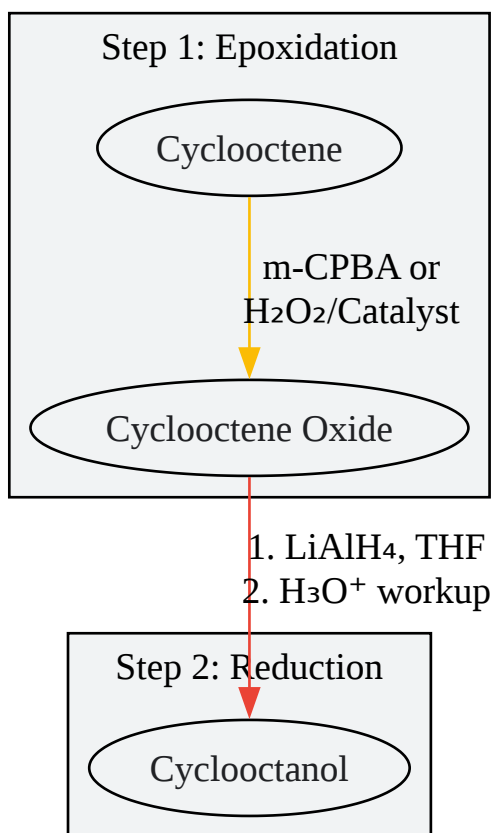 Step 1: Epoxidation
Cyclooctene
m-CPBA or
H₂O₂/Catalyst
Cyclooctene Oxide
1. LiAlH₄, THF
2. H₃O⁺ workup
Step 2: Reduction
Cyclooctanol